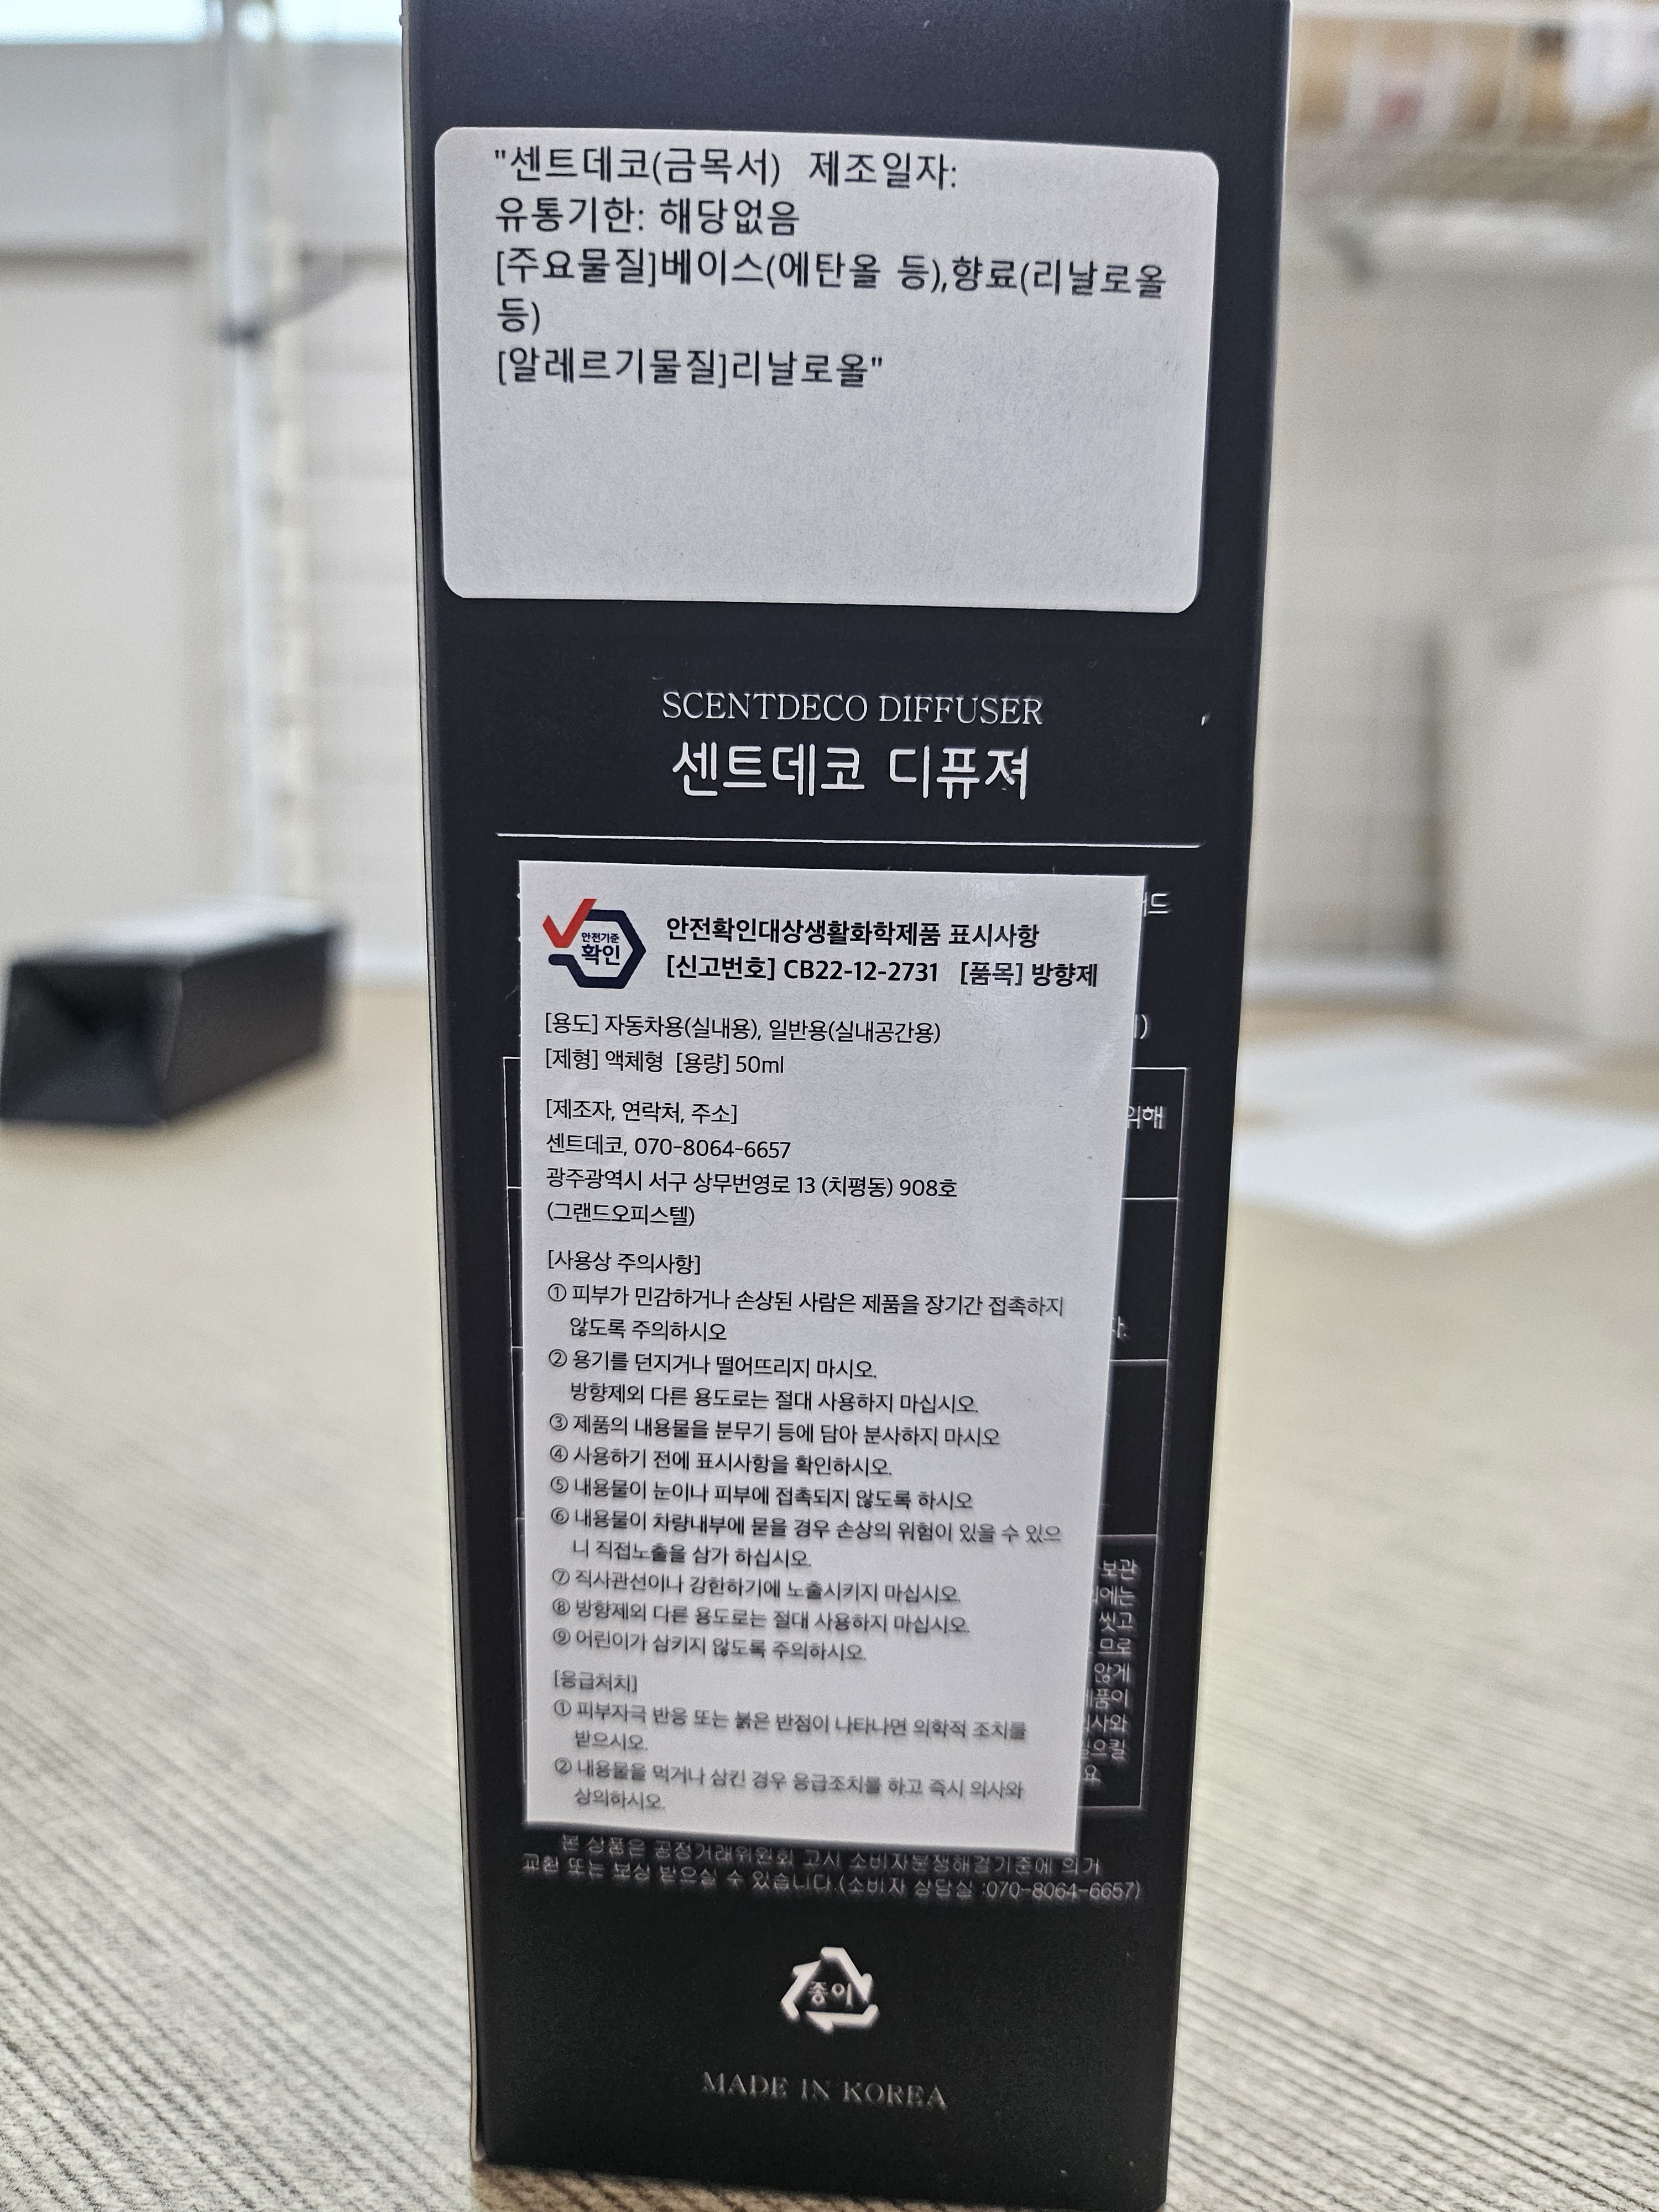 "센트데코(금목서) 제조일자:
유통기한: 해당없음
[주요물질]베이스(에탄올 등),향료(리날로올
등)
[알레르기물질]리날로올"
SCENTDECO DIFFUSER
센트데코 디퓨져
안전기준
확인
안전확인대상생활화학제품 표시사항
[신고번호] CB22-12-2731 [품목] 방향제
[용도] 자동차용(실내용), 일반용(실내공간용)
[제형] 액체형 [용량] 50ml
[제조자, 연락처, 주소]
센트데코, 070-8064-6657
광주광역시 서구 상무번영로 13 (치평동) 908호
(그랜드오피스텔)
[사용상 주의사항]
① 피부가 민감하거나 손상된 사람은 제품을 장기간 접촉하지
않도록 주의하시오
② 용기를 던지거나 떨어뜨리지 마시오.
방향제외 다른 용도로는 절대 사용하지 마십시오.
③ 제품의 내용물을 분무기 등에 담아 분사하지 마시오
④ 사용하기 전에 표시사항을 확인하시오.
⑤ 내용물이 눈이나 피부에 접촉되지 않도록 하시오
⑥ 내용물이 차량내부에 묻을 경우 손상의 위험이 있을 수 있으
니 직접노출을 삼가 하십시오.
⑦ 직사관선이나 강한하기에 노출시키지 마십시오.
⑧ 방향제외 다른 용도로는 절대 사용하지 마십시오.
⑨ 어린이가 삼키지 않도록 주의하시오.
[응급처치]
① 피부자극 반응 또는 붉은 반점이 나타나면 의학적 조치를
받으시오.
② 내용물을 먹거나 삼킨 경우 응급조치를 하고 즉시 의사와
상의하시오.
위해
보관
에는
씻고
므로
않게
품이
사와
으킬
요
본 상품은 공정거래위원회 고시 소비자분쟁해결기준에 의거
교환 또는 보상 받으실 수 있습니다.(소비자 상담실 :070-8064-6657)
종이
MADE IN KOREA